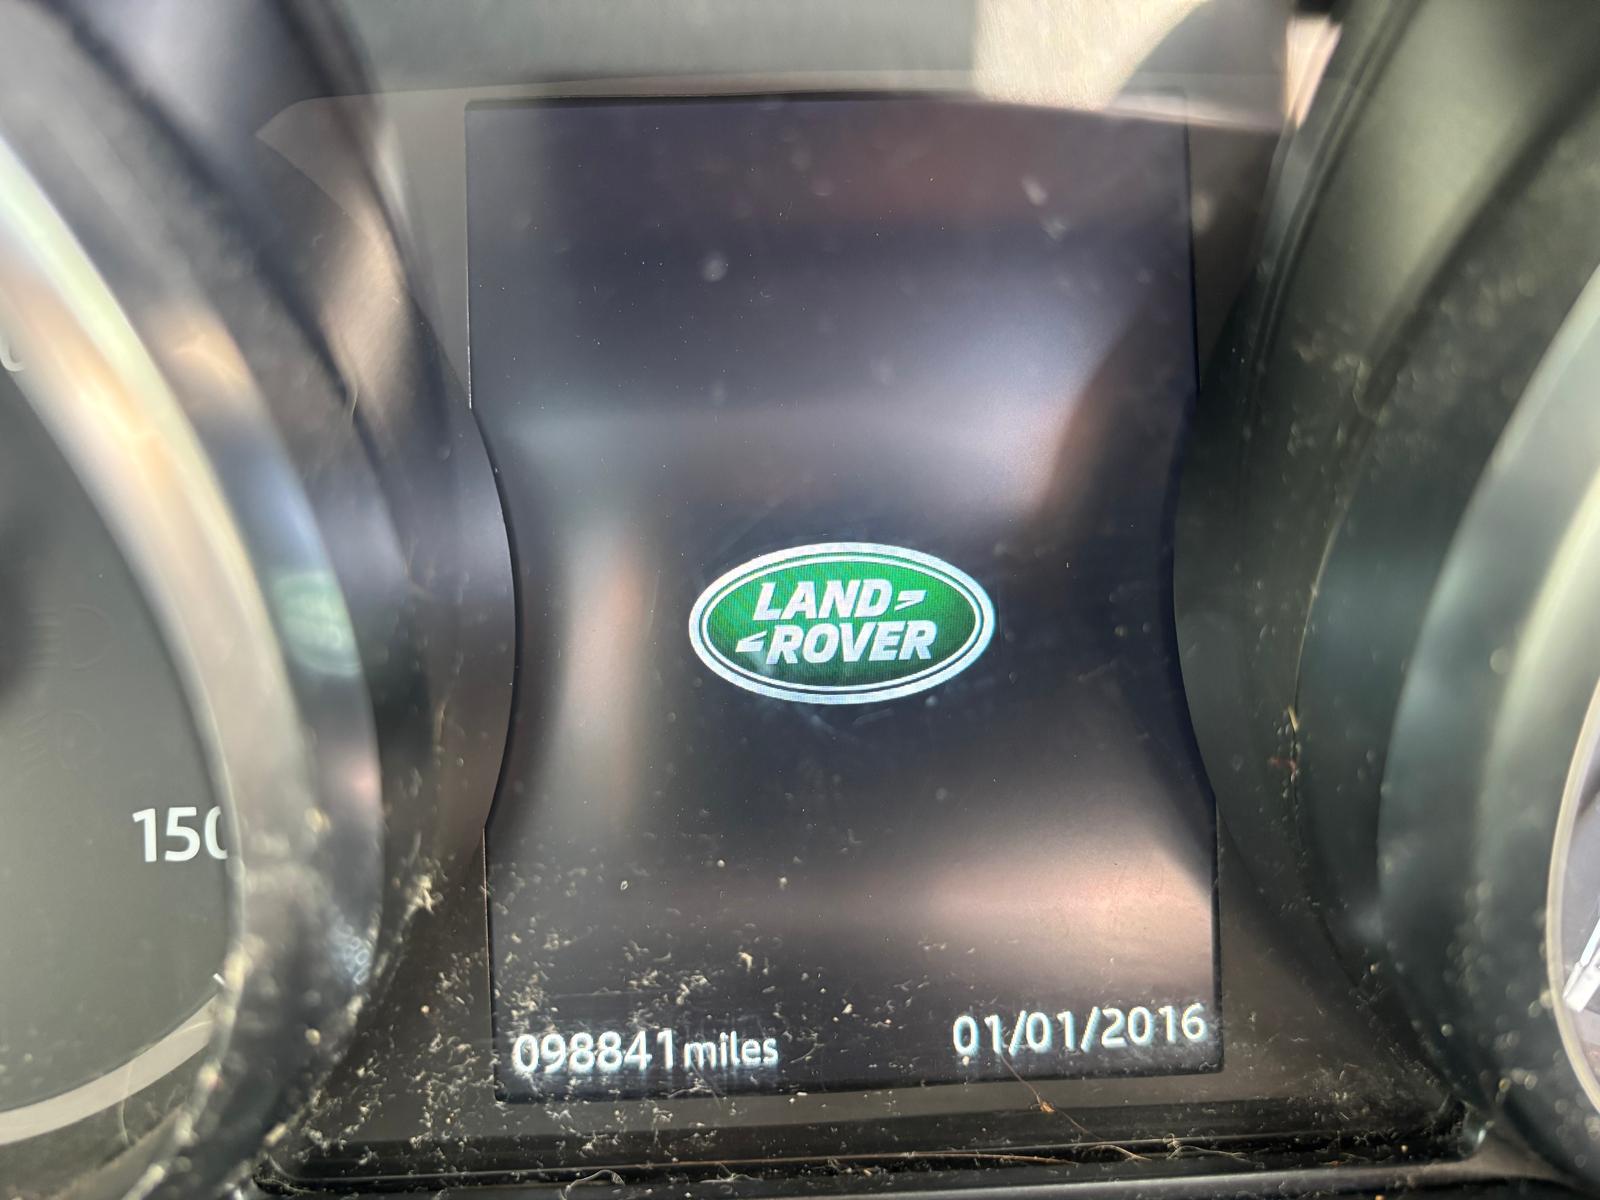 150
LAND
ROVER
098841miles
01/01/2016